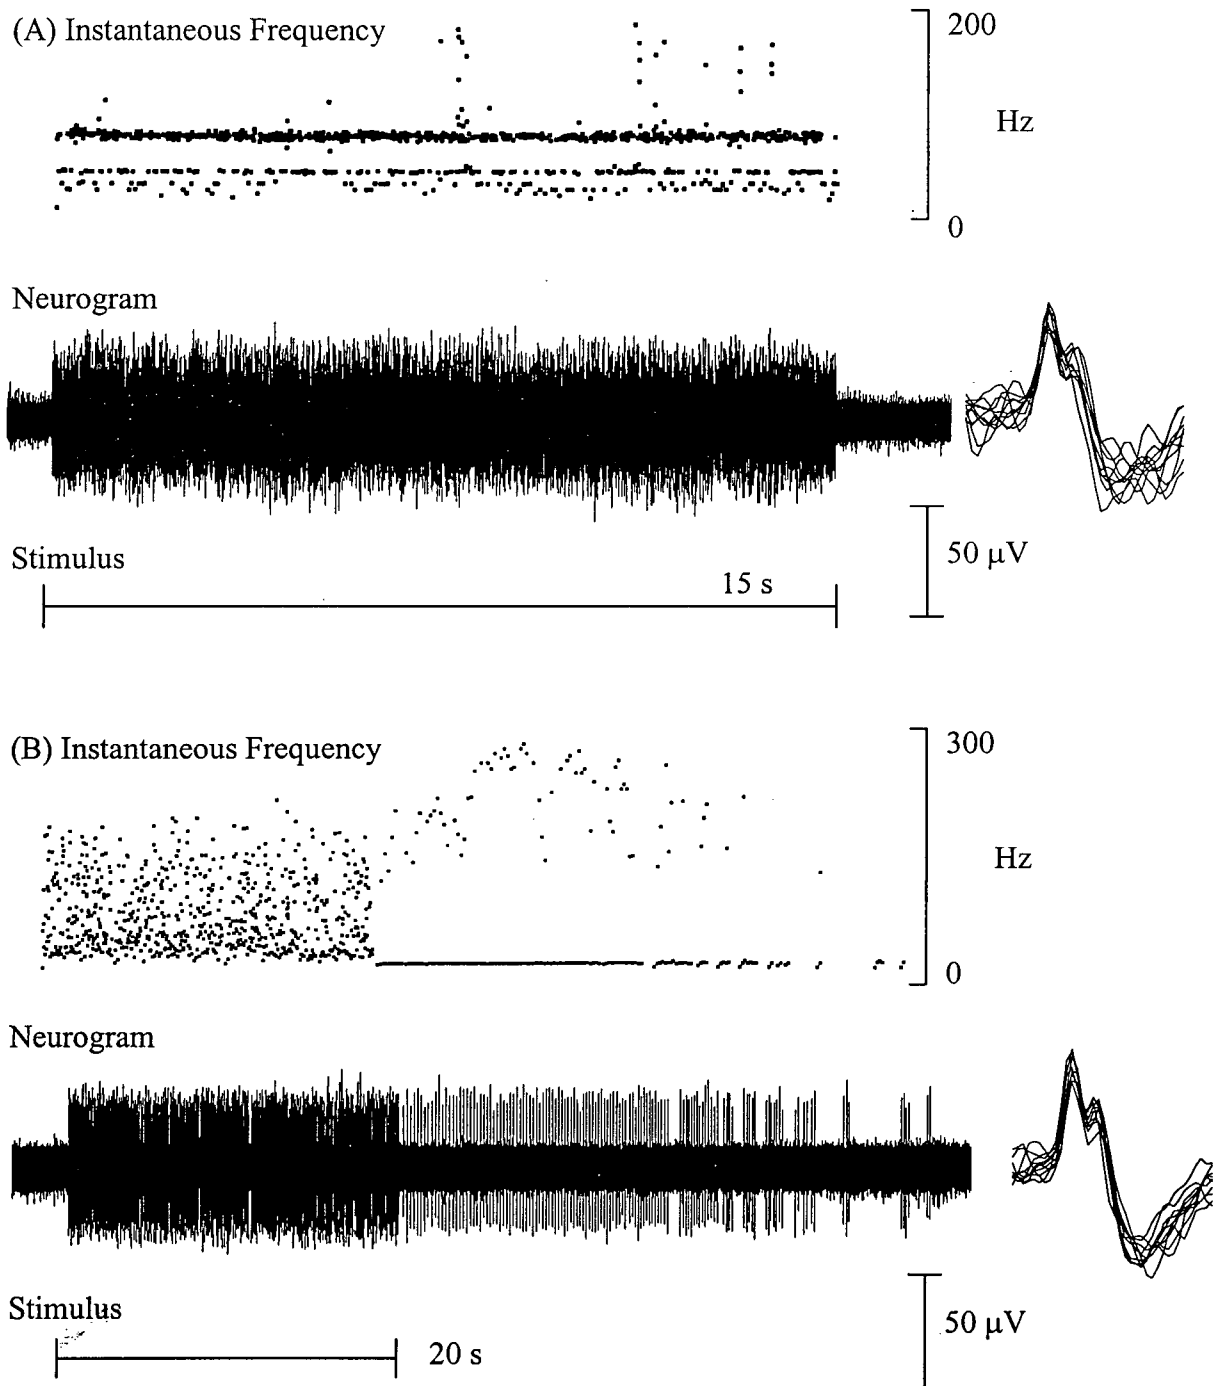 (A) Instantaneous Frequency
200
Hz
0
Neurogram
50 μV
Stimulus
15 s
(B) Instantaneous Frequency
300
Hz
0
Neurogram
Stimulus
50 μV
20 s